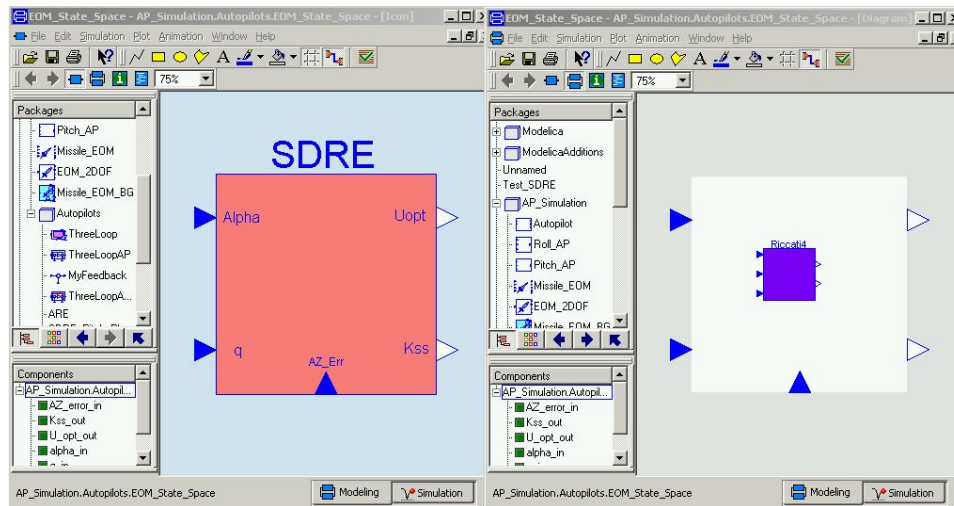 EOM_State_Space - AP_Simulation.Autopilots.EOM_State_Space - [Icon]
File Edit Simulation Plot Animation Window Help
75%
Packages
Pitch_AP
Missile_EOM
EOM_2DOF
Missile_EOM_BG
Autopilots
ThreeLoop
ThreeLoopAP
MyFeedback
ThreeLoopA...
ARE
Components
AP_Simulation.Autopil...
AZ_error_in
Kss_out
U_opt_out
alpha_in
q_in
SDRE
Alpha
Uopt
q
Kss
AZ_Err
AP_Simulation.Autopilots.EOM_State_Space
Modeling
Simulation
EOM_State_Space - AP_Simulation.Autopilots.EOM_State_Space - [Diagram]
File Edit Simulation Plot Animation Window Help
75%
Packages
Modelica
ModelicaAdditions
Unnamed
Test_SDRE
AP_Simulation
Autopilot
Roll_AP
Pitch_AP
Missile_EOM
EOM_2DOF
Missile_EOM_BG
Components
AP_Simulation.Autopil...
AZ_error_in
Kss_out
U_opt_out
alpha_in
Riccati4
AP_Simulation.Autopilots.EOM_State_Space
Modeling
Simulation